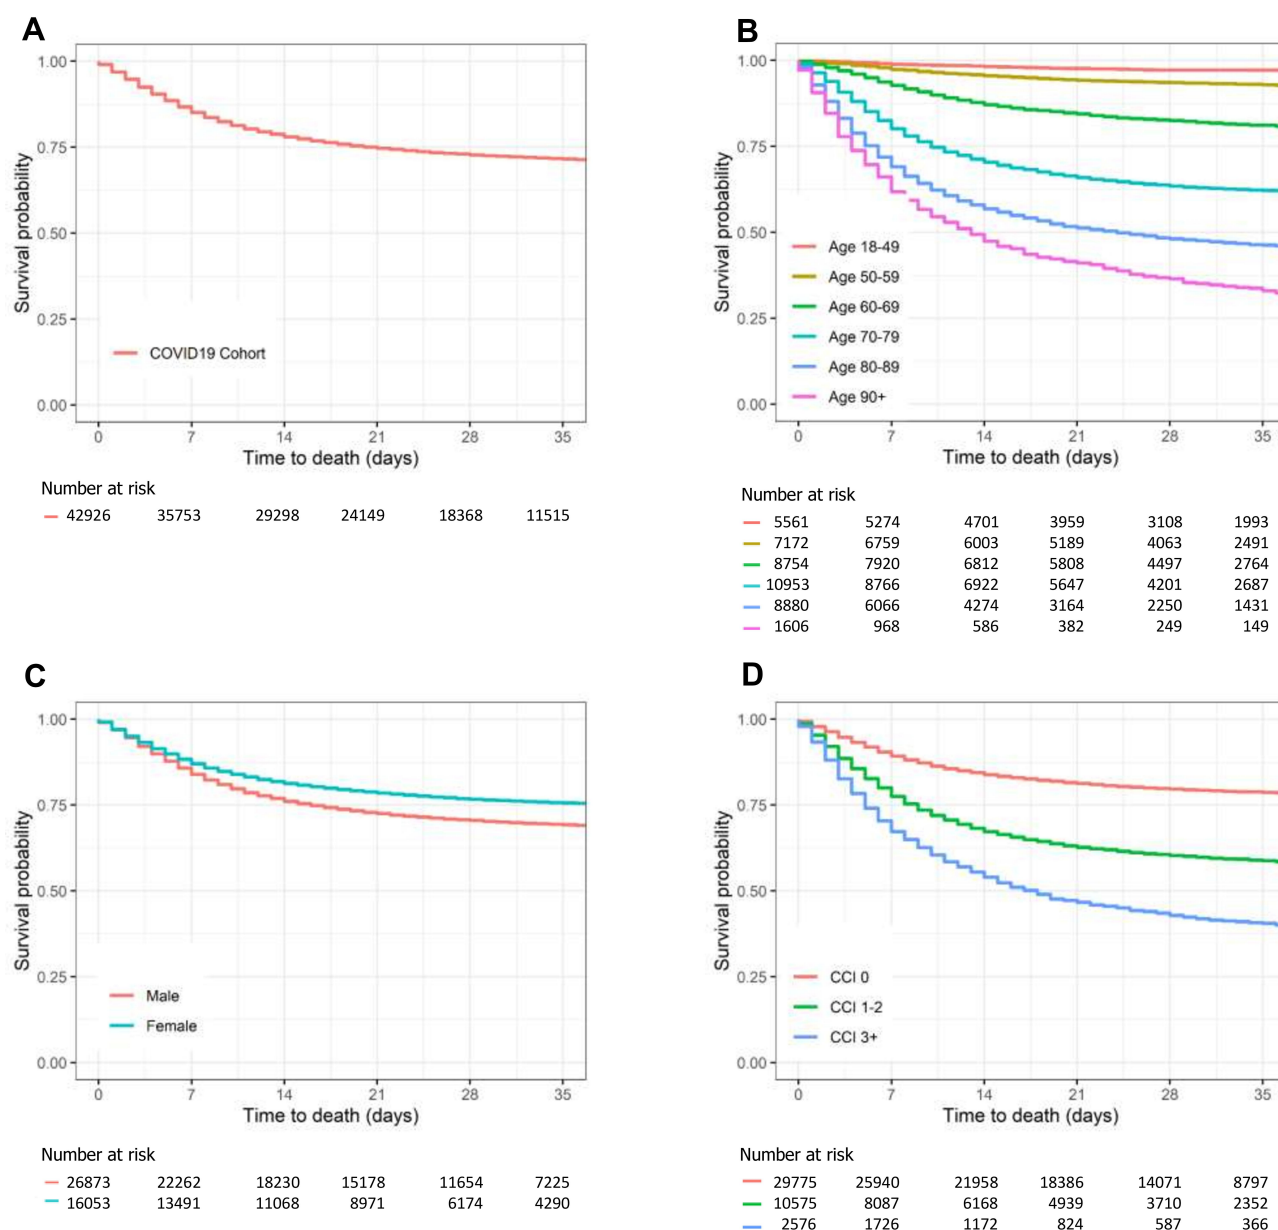 A
Survival probability
1.00
0.75
0.50
0.25
0.00
COVID19 Cohort
0 7 14 21 28 35
Time to death (days)
Number at risk
42926 35753 29298 24149 18368 11515
B
Survival probability
1.00
0.75
0.50
0.25
0.00
Age 18-49
Age 50-59
Age 60-69
Age 70-79
Age 80-89
Age 90+
0 7 14 21 28 35
Time to death (days)
Number at risk
5561 5274 4701 3959 3108 1993
7172 6759 6003 5189 4063 2491
8754 7920 6812 5808 4497 2764
10953 8766 6922 5647 4201 2687
8880 6066 4274 3164 2250 1431
1606 968 586 382 249 149
C
Survival probability
1.00
0.75
0.50
0.25
0.00
Male
Female
0 7 14 21 28 35
Time to death (days)
Number at risk
26873 22262 18230 15178 11654 7225
16053 13491 11068 8971 6174 4290
D
Survival probability
1.00
0.75
0.50
0.25
0.00
CCI 0
CCI 1-2
CCI 3+
0 7 14 21 28 35
Time to death (days)
Number at risk
29775 25940 21958 18386 14071 8797
10575 8087 6168 4939 3710 2352
2576 1726 1172 824 587 366